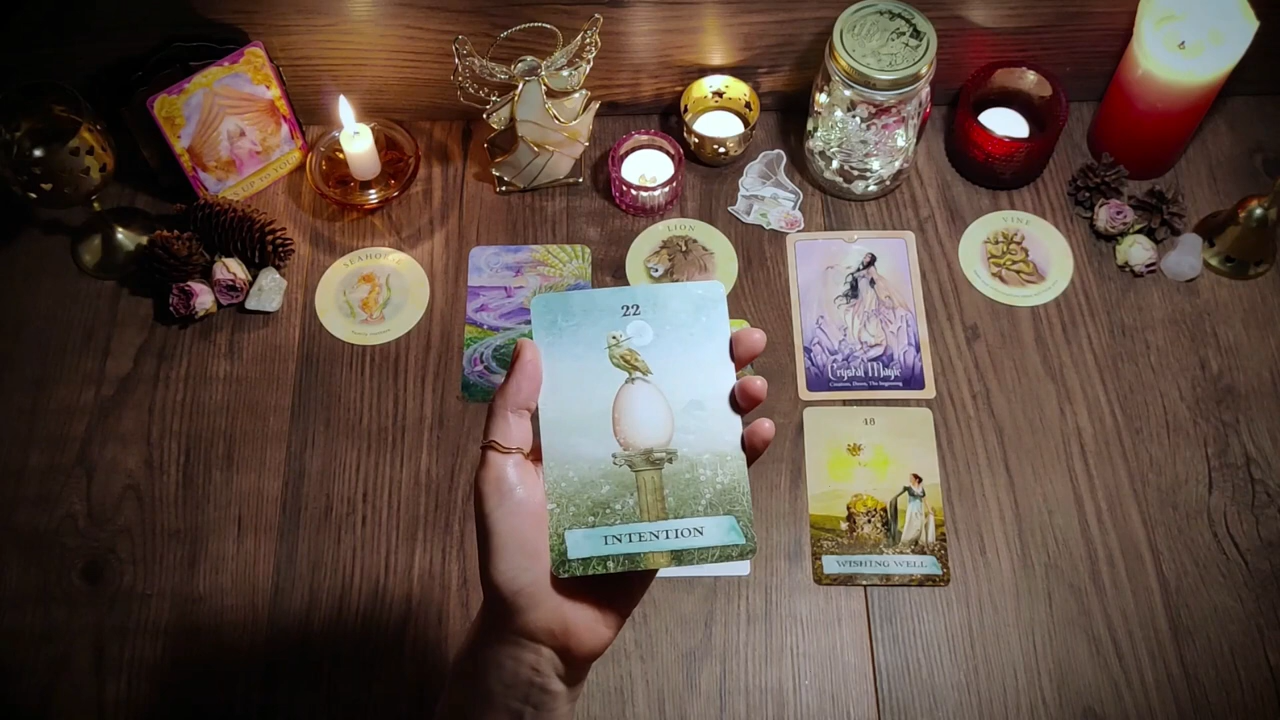 S UP TO YOU!
SEAHORSE
LION
VINE
22
INTENTION
Crystal Magic
Creation, Dawn, The beginning
48
WISHING WELL